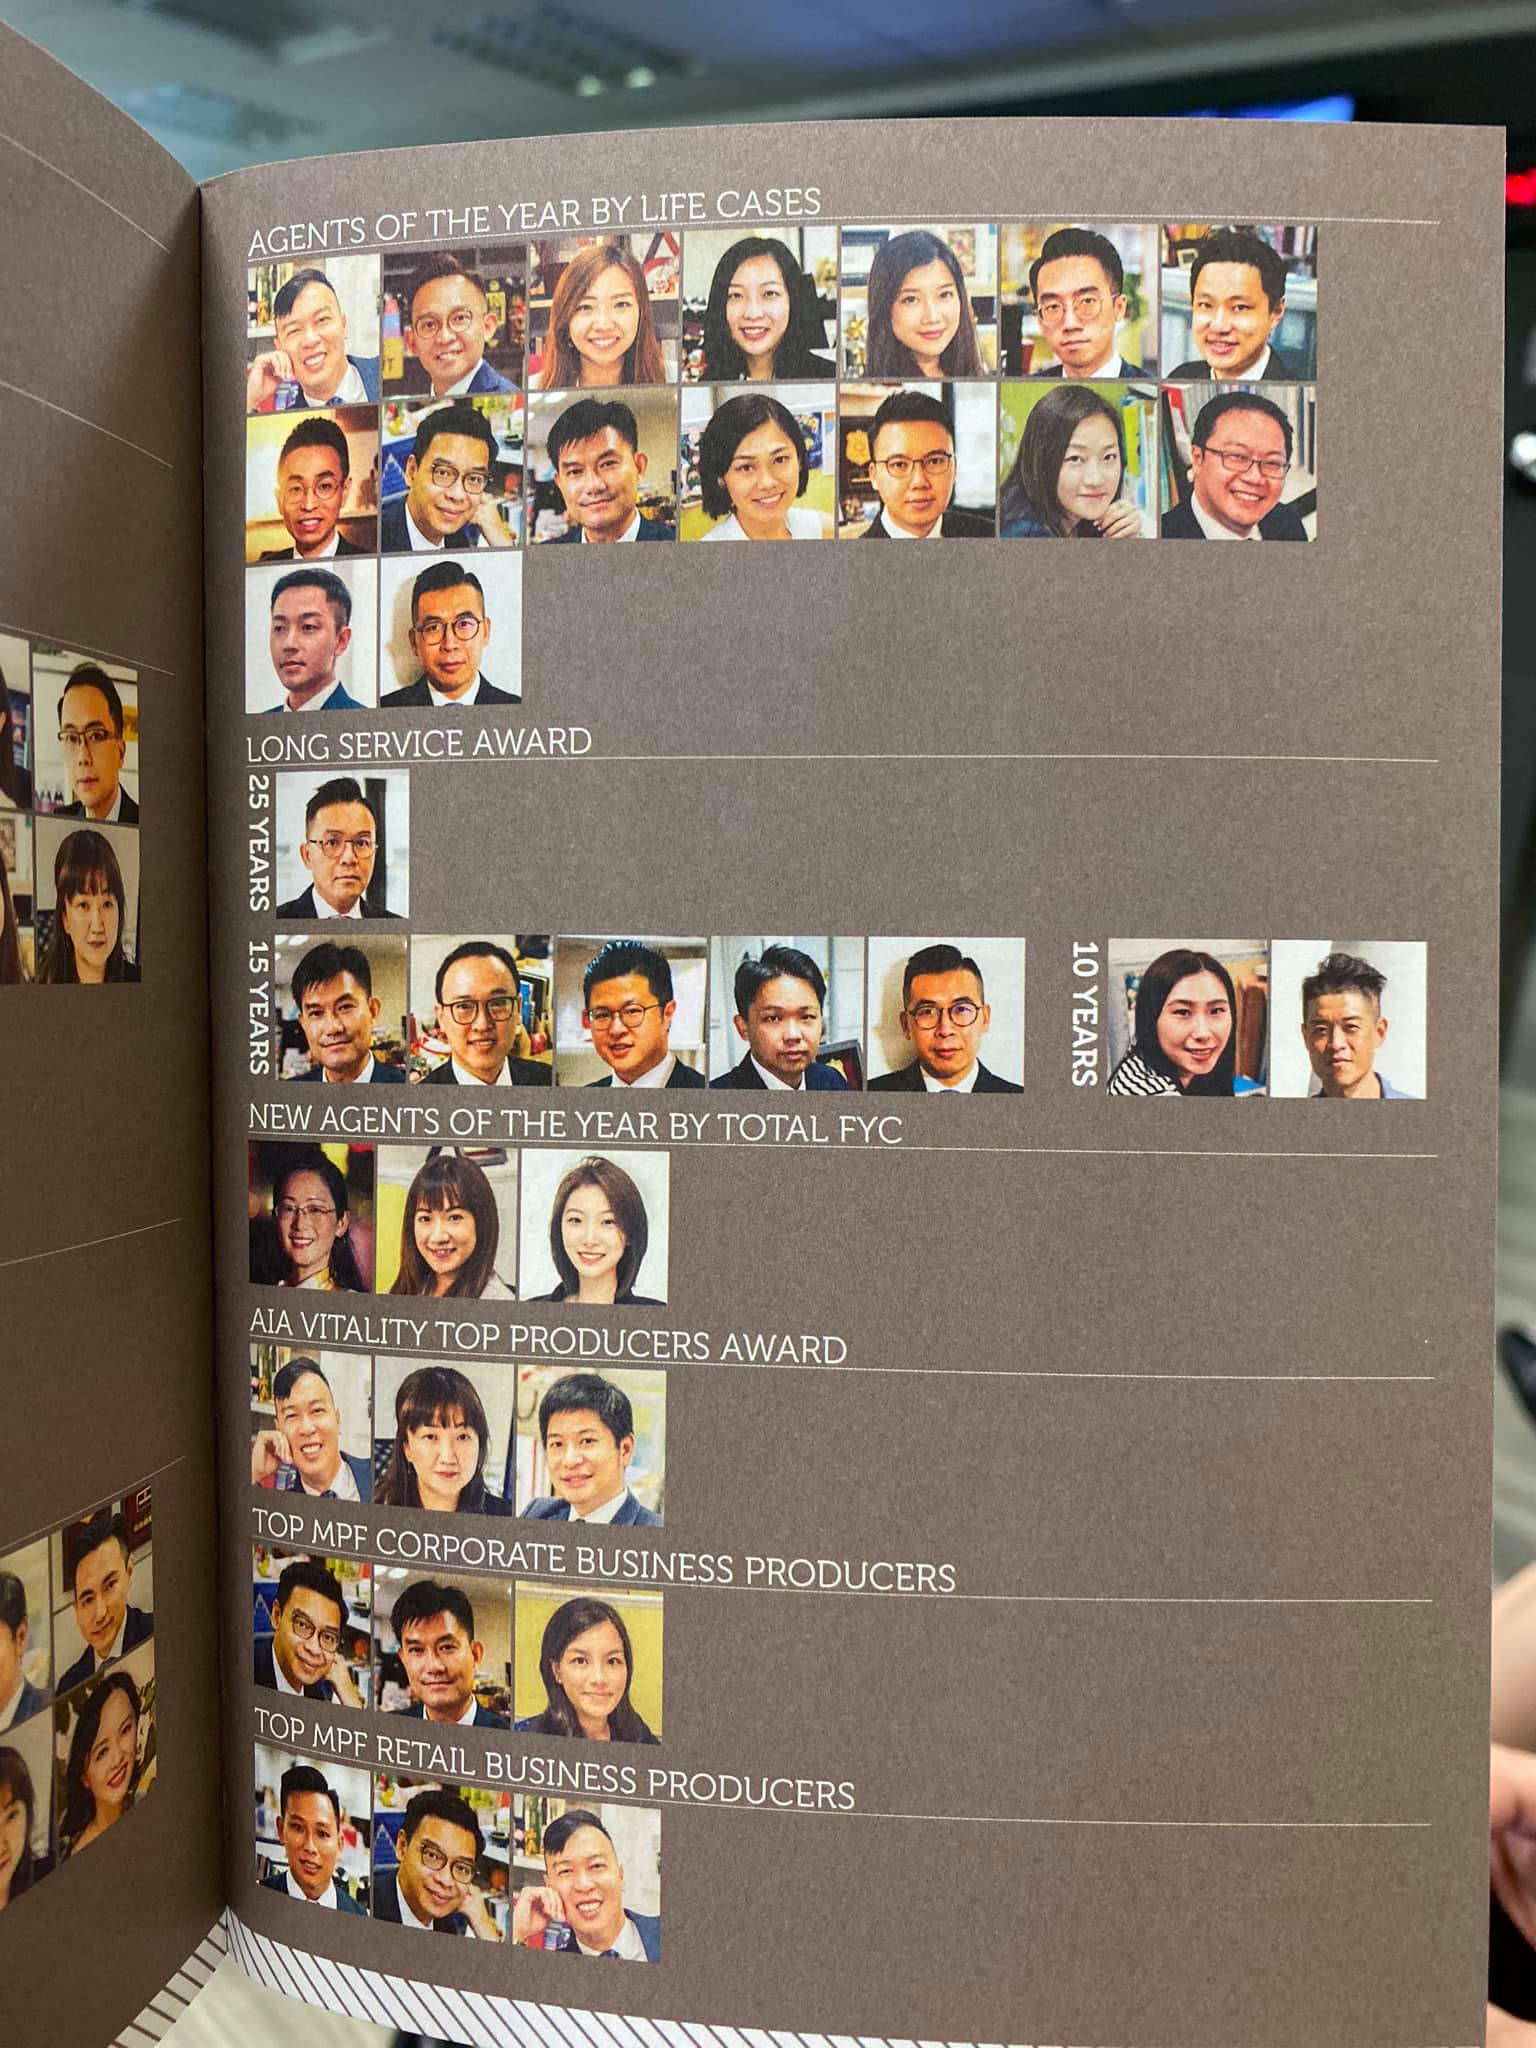 AGENTS OF THE YEAR BY LIFE CASES
LONG SERVICE AWARD
25 YEARS
15 YEARS
10 YEARS
NEW AGENTS OF THE YEAR BY TOTAL FYC
AIA VITALITY TOP PRODUCERS AWARD
TOP MPF CORPORATE BUSINESS PRODUCERS
TOP MPF RETAIL BUSINESS PRODUCERS